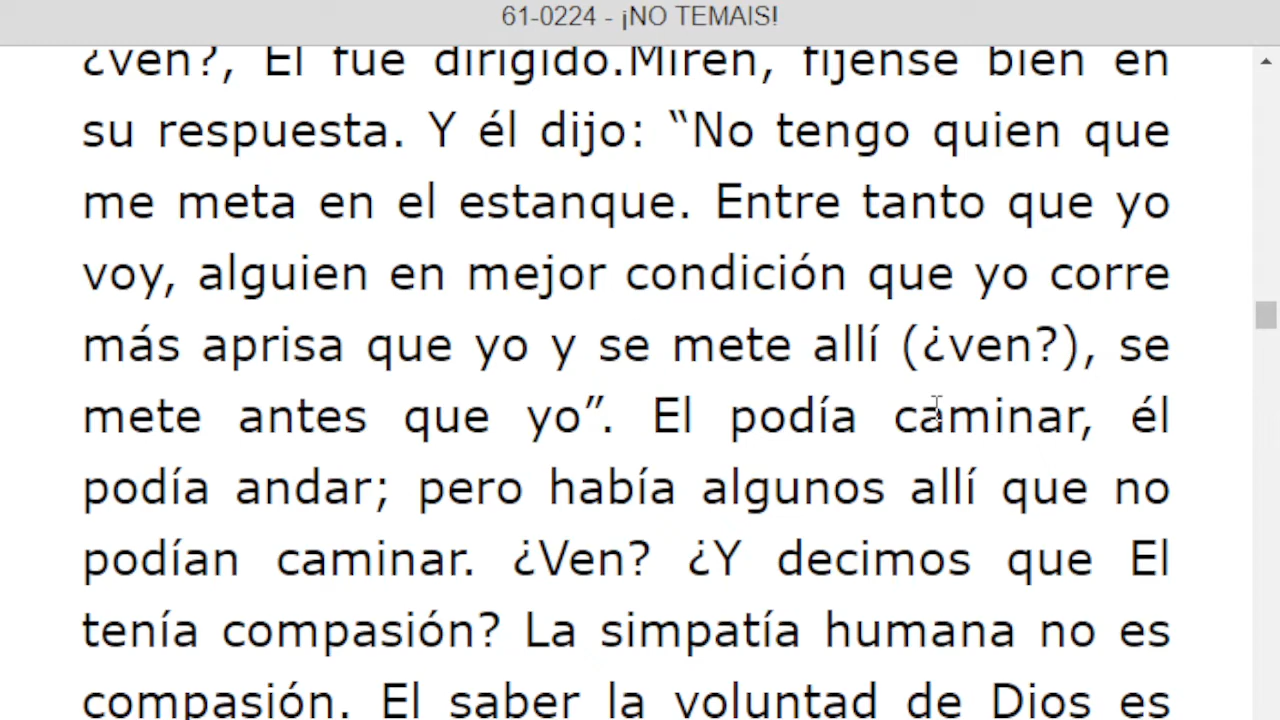 61-0224 - ¡NO TEMAIS!
¿ven?, El fue dirigido.Miren, fíjense bien en
su respuesta. Y él dijo: “No tengo quien que
me meta en el estanque. Entre tanto que yo
voy, alguien en mejor condición que yo corre
más aprisa que yo y se mete allí (¿ven?), se
mete antes que yo”. El podía caminar, él
podía andar; pero había algunos allí que no
podían caminar. ¿Ven? ¿Y decimos que El
tenía compasión? La simpatía humana no es
compasión. El saber la voluntad de Dios es